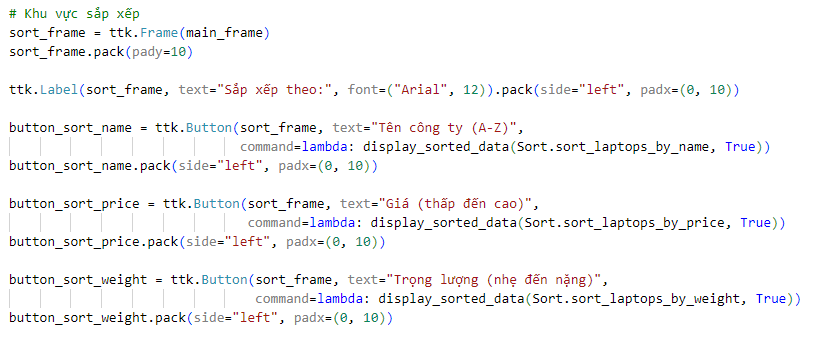 # Khu vực sắp xếp
sort_frame = ttk.Frame(main_frame)
sort_frame.pack(pady=10)
ttk.Label(sort_frame, text="Sắp xếp theo:", font=("Arial", 12)).pack(side="left", padx=(0, 10))
button_sort_name = ttk.Button(sort_frame, text="Tên công ty (A-Z)",
command=lambda: display_sorted_data(Sort.sort_laptops_by_name, True))
button_sort_name.pack(side="left", padx=(0, 10))
button_sort_price = ttk.Button(sort_frame, text="Giá (thấp đến cao)",
command=lambda: display_sorted_data(Sort.sort_laptops_by_price, True))
button_sort_price.pack(side="left", padx=(0, 10))
button_sort_weight = ttk.Button(sort_frame, text="Trọng lượng (nhẹ đến nặng)",
command=lambda: display_sorted_data(Sort.sort_laptops_by_weight, True))
button_sort_weight.pack(side="left", padx=(0, 10))